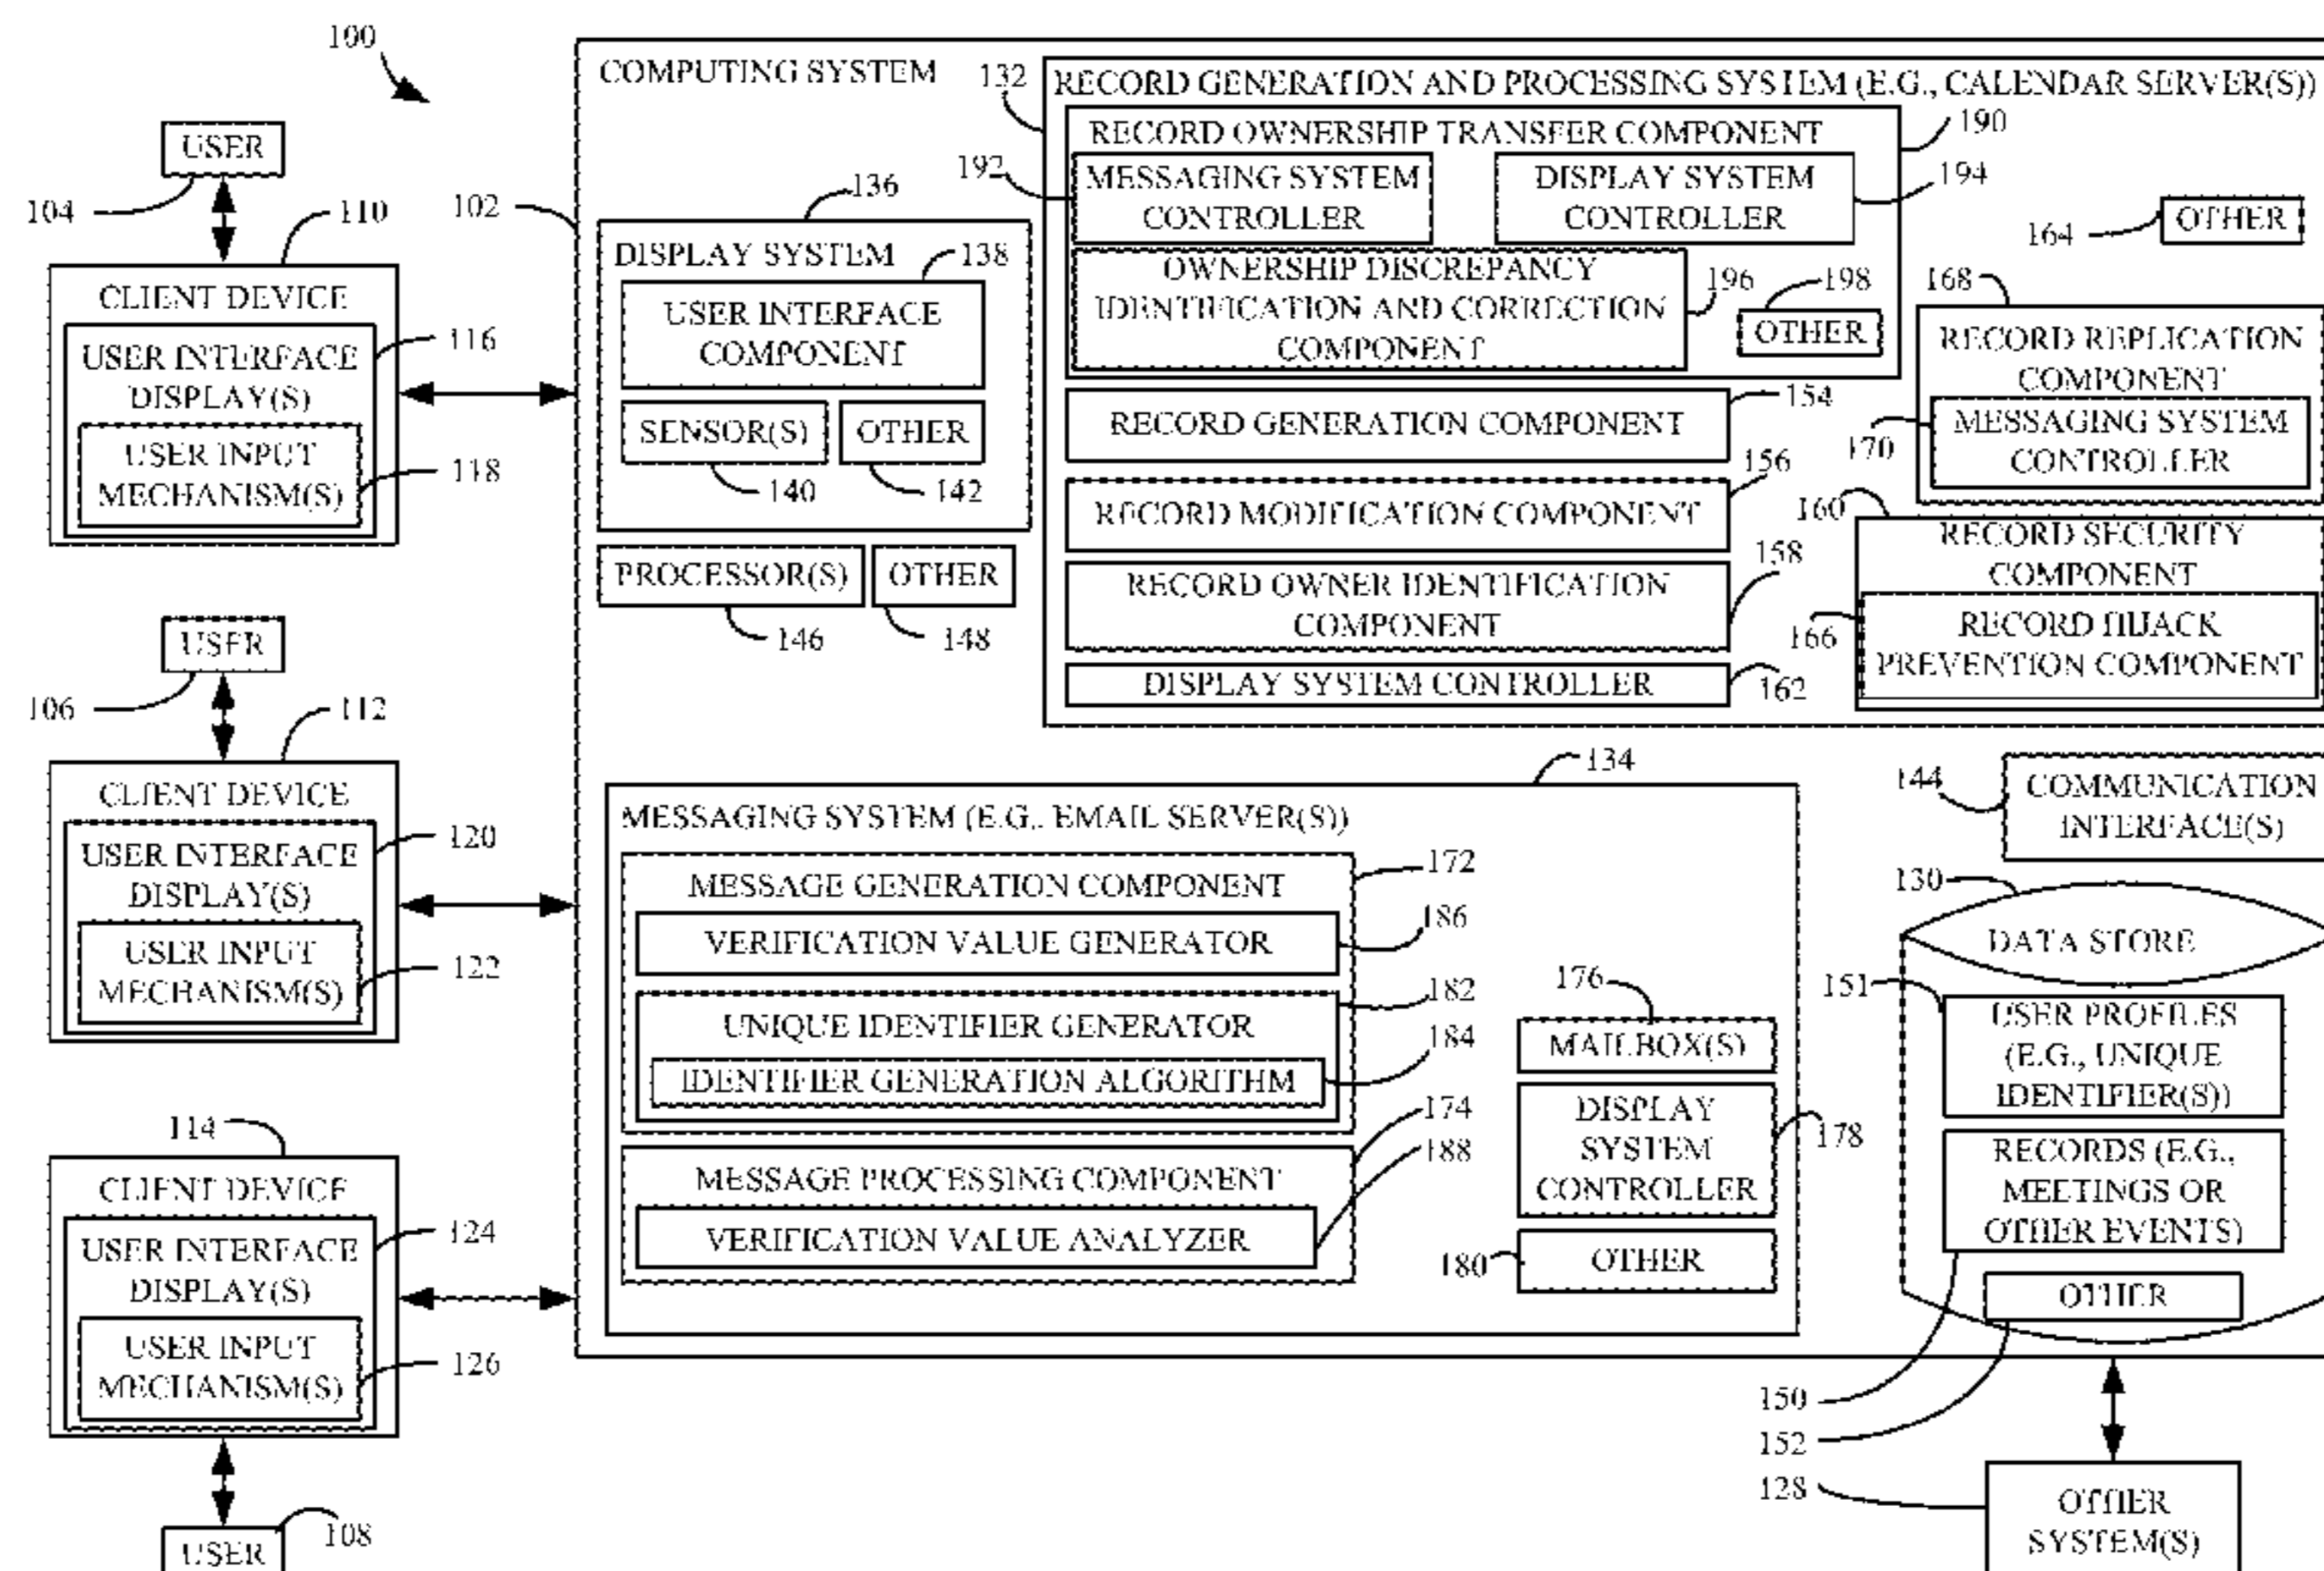 100
USER
104
110
CLIENT DEVICE
USER INTERFACE
DISPLAY(S)
116
USER INPUT
MECHANISM(S)
118
USER
106
112
CLIENT DEVICE
USER INTERFACE
DISPLAY(S)
120
USER INPUT
MECHANISM(S)
122
114
CLIENT DEVICE
USER INTERFACE
DISPLAY(S)
124
USER INPUT
MECHANISM(S)
126
108
USER
COMPUTING SYSTEM
102
136
DISPLAY SYSTEM
138
USER INTERFACE
COMPONENT
SENSOR(S)
OTHER
140
142
PROCESSOR(S)
OTHER
146
148
132
RECORD GENERATION AND PROCESSING SYSTEM (E.G., CALENDAR SERVER(S))
RECORD OWNERSHIP TRANSFER COMPONENT
190
192
MESSAGING SYSTEM
CONTROLLER
DISPLAY SYSTEM
CONTROLLER
194
OWNERSHIP DISCREPANCY
IDENTIFICATION AND CORRECTION
COMPONENT
196
198
OTHER
RECORD GENERATION COMPONENT
154
RECORD MODIFICATION COMPONENT
156
RECORD OWNER IDENTIFICATION
COMPONENT
158
DISPLAY SYSTEM CONTROLLER
162
164
OTHER
168
RECORD REPLICATION
COMPONENT
170
MESSAGING SYSTEM
CONTROLLER
160
RECORD SECURITY
COMPONENT
166
RECORD HIJACK
PREVENTION COMPONENT
134
MESSAGING SYSTEM (E.G., EMAIL SERVER(S))
172
MESSAGE GENERATION COMPONENT
186
VERIFICATION VALUE GENERATOR
182
UNIQUE IDENTIFIER GENERATOR
184
IDENTIFIER GENERATION ALGORITHM
174
188
MESSAGE PROCESSING COMPONENT
VERIFICATION VALUE ANALYZER
176
MAILBOX(S)
DISPLAY
SYSTEM
CONTROLLER
178
180
OTHER
144
COMMUNICATION
INTERFACE(S)
130
DATA STORE
151
USER PROFILES
(E.G., UNIQUE
IDENTIFIER(S))
RECORDS (E.G.,
MEETINGS OR
OTHER EVENTS)
OTHER
150
152
128
OTHER
SYSTEM(S)